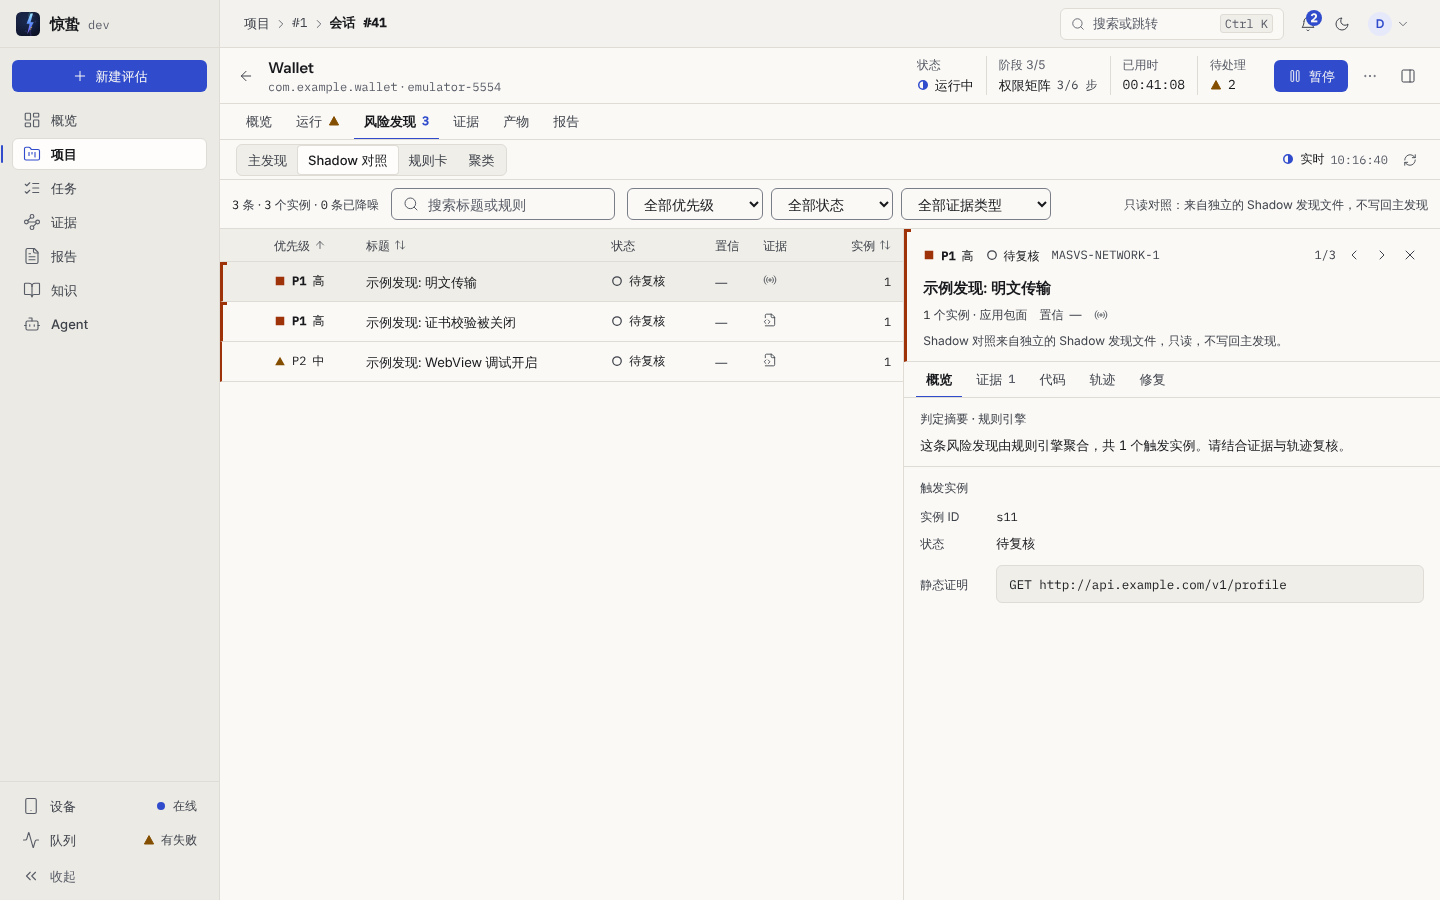 惊蛰 dev
新建评估
概览
项目
任务
证据
报告
知识
Agent
设备 在线
队列 有失败
收起
项目 #1 会话 #41
搜索或跳转 Ctrl K
2
D
Wallet
com.example.wallet · emulator-5554
状态
运行中
阶段 3/5
权限矩阵 3/6 步
已用时
00:41:08
待处理
2
暂停
概览 运行 风险发现 3 证据 产物 报告
主发现 Shadow 对照 规则卡 聚类
实时 10:16:40
3 条 · 3 个实例 · 0 条已降噪
搜索标题或规则
全部优先级
全部状态
全部证据类型
只读对照：来自独立的 Shadow 发现文件，不写回主发现
优先级 标题 状态 置信 证据 实例
P1 高 示例发现: 明文传输 待复核 — 1
P1 高 示例发现: 证书校验被关闭 待复核 — 1
P2 中 示例发现: WebView 调试开启 待复核 — 1
P1 高 待复核 MASVS-NETWORK-1 1/3
示例发现: 明文传输
1 个实例 · 应用包面 置信 —
Shadow 对照来自独立的 Shadow 发现文件，只读，不写回主发现。
概览 证据 1 代码 轨迹 修复
判定摘要 · 规则引擎
这条风险发现由规则引擎聚合，共 1 个触发实例。请结合证据与轨迹复核。
触发实例
实例 ID s11
状态 待复核
静态证明 GET http://api.example.com/v1/profile